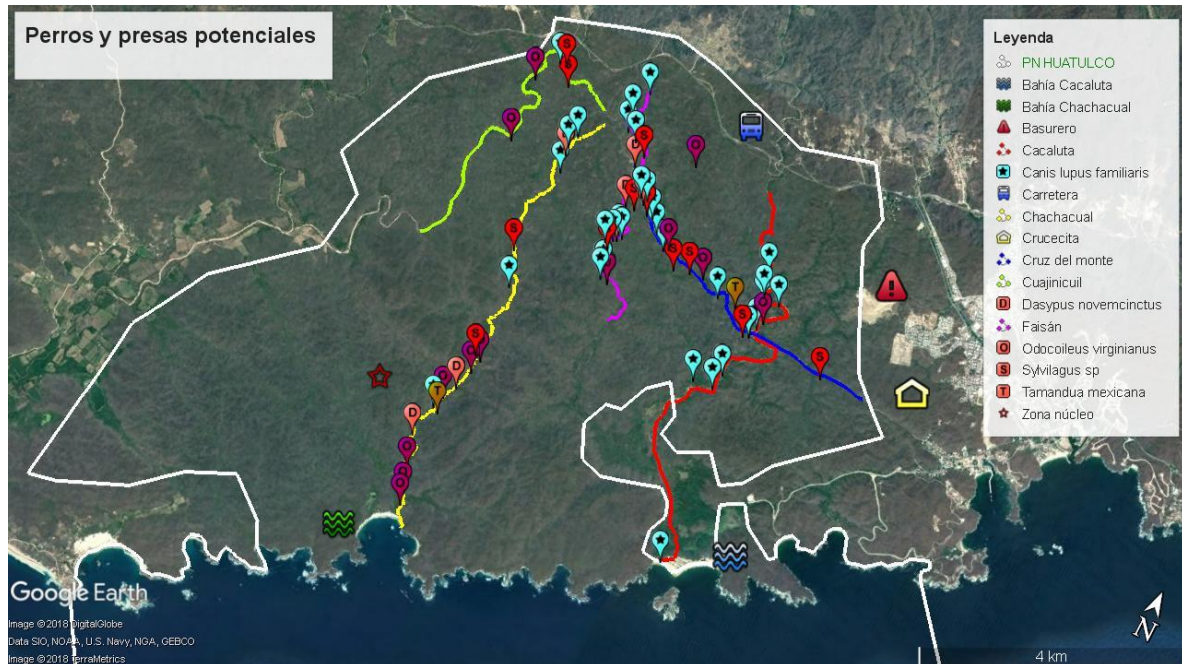 Perros y presas potenciales
Leyenda
PN HUATULCO
Bahía Cacaluta
Bahía Chachacual
Basurero
Cacaluta
Canis lupus familiaris
Carretera
Chachacual
Crucecita
Cruz del monte
Cuajinicuil
D Dasypus novemcinctus
Faisán
O Odocoileus virginianus
S Sylvilagus sp
T Tamandua mexicana
Zona núcleo
Google Earth
Image ©2018 DigitalGlobe
Data SIO, NOAA, U.S. Navy, NGA, GEBCO
Image ©2018 TerraMetrics
N
4 km